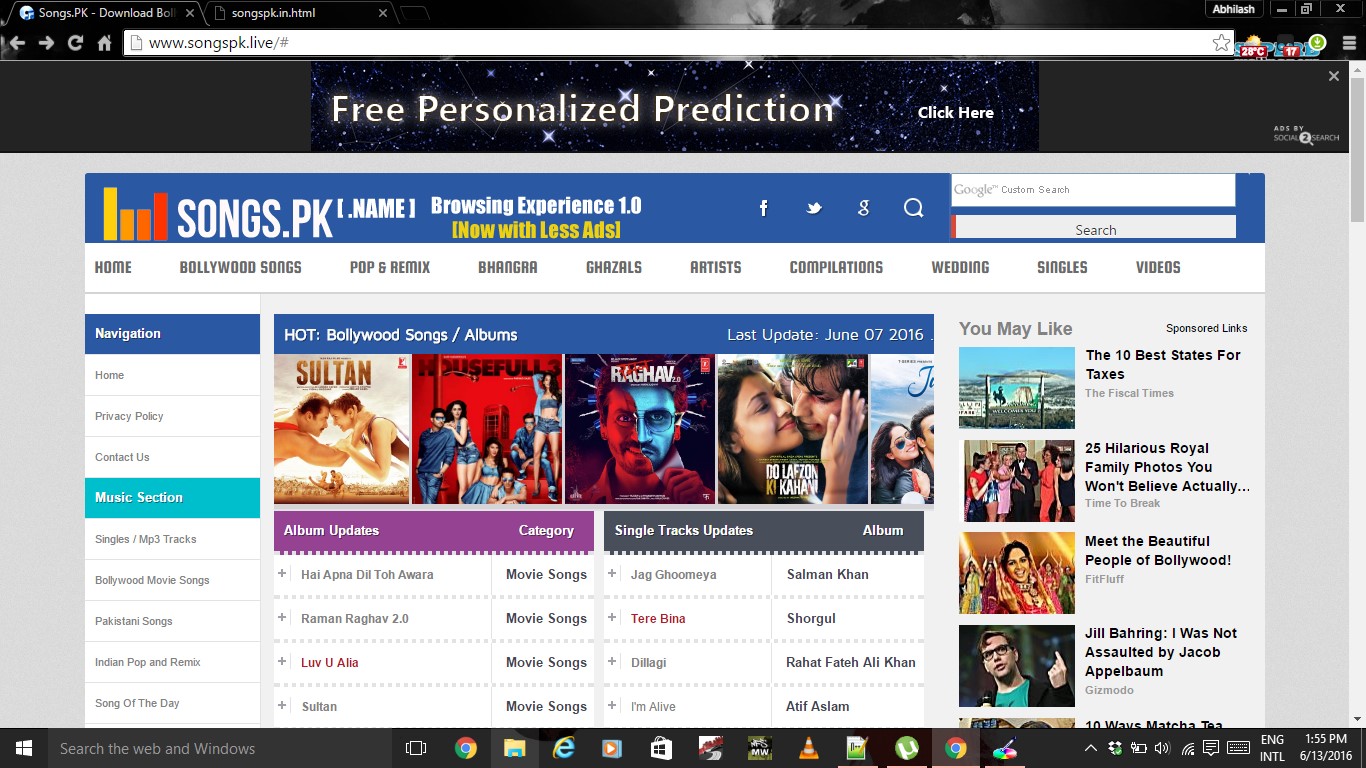 Songs.PK - Download Boll
songspk.in.html
Abhilash
www.songspk.live/#
28°C
17
Free Personalized Prediction
Click Here
ADS BY
SOCIAL2SEARCH
SONGS.PK [ .NAME ]
Browsing Experience 1.0
[Now with Less Ads]
Google™ Custom Search
Search
HOME BOLLYWOOD SONGS POP & REMIX BHANGRA GHAZALS ARTISTS COMPILATIONS WEDDING SINGLES VIDEOS
Navigation
Home
Privacy Policy
Contact Us
Music Section
Singles / Mp3 Tracks
Bollywood Movie Songs
Pakistani Songs
Indian Pop and Remix
Song Of The Day
HOT: Bollywood Songs / Albums
Last Update: June 07 2016 .
SULTAN
HOUSEFULL3
RAGHAV 2.0
DO LAFZON
KI KAHANI
Album Updates Category
Hai Apna Dil Toh Awara Movie Songs
Raman Raghav 2.0 Movie Songs
Luv U Alia Movie Songs
Sultan Movie Songs
Single Tracks Updates Album
Jag Ghoomeya Salman Khan
Tere Bina Shorgul
Dillagi Rahat Fateh Ali Khan
I'm Alive Atif Aslam
You May Like
Sponsored Links
The 10 Best States For
Taxes
The Fiscal Times
25 Hilarious Royal
Family Photos You
Won't Believe Actually...
Time To Break
Meet the Beautiful
People of Bollywood!
FitFluff
Jill Bahring: I Was Not
Assaulted by Jacob
Appelbaum
Gizmodo
10 Ways Matcha Tea
Search the web and Windows
ENG
INTL
1:55 PM
6/13/2016